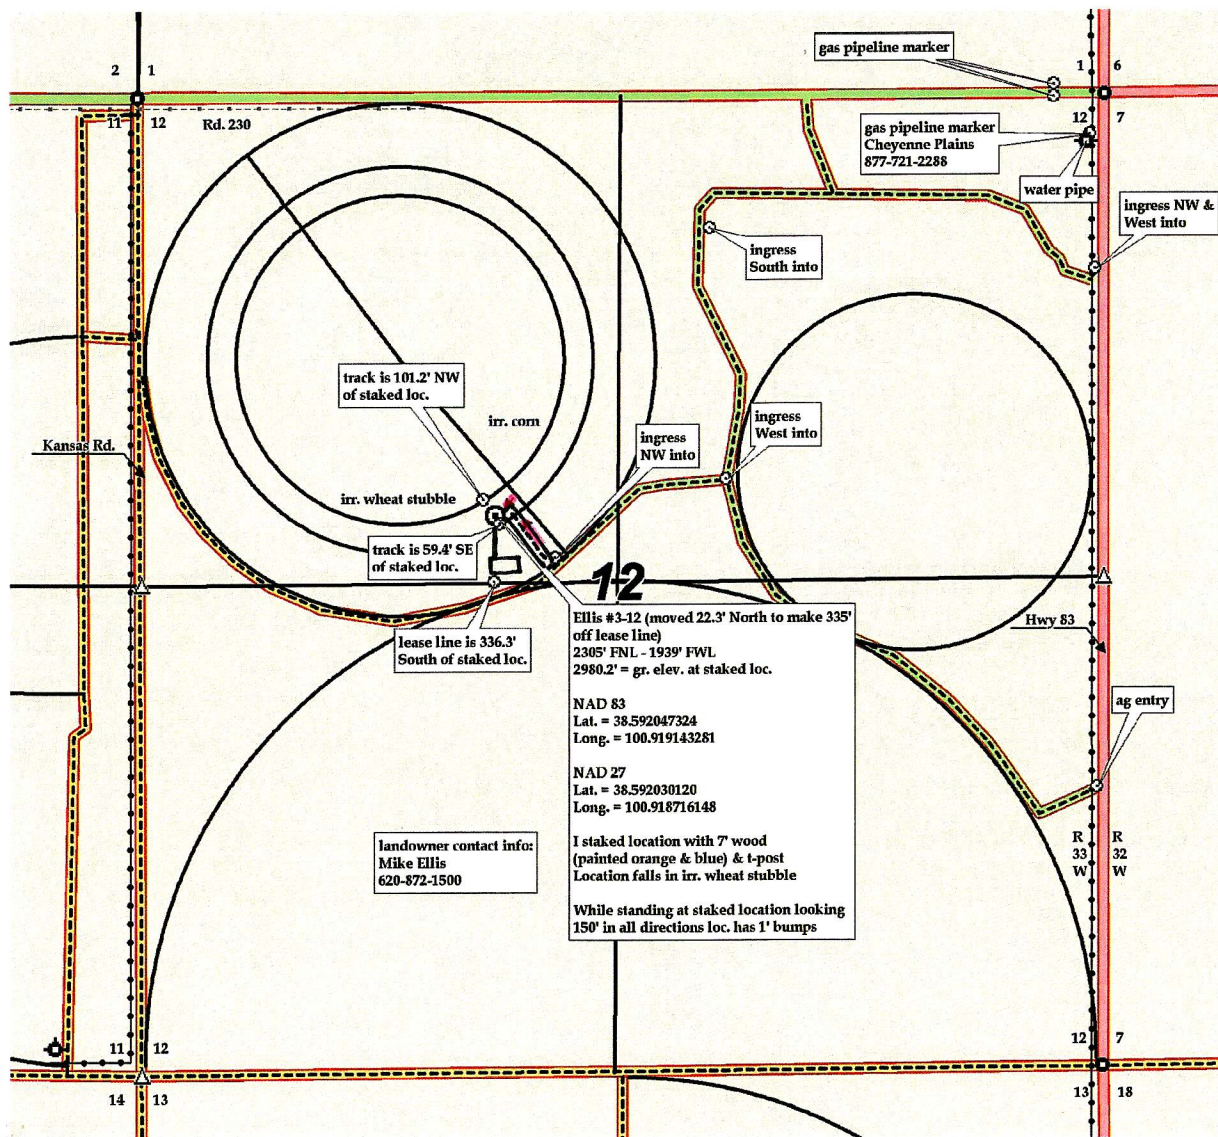 gas pipeline marker
2 1
1 6
11 12
Rd. 230
12 7
gas pipeline marker
Cheyenne Plains
877-721-2288
water pipe
ingress NW &
West into
ingress
South into
track is 101.2' NW
of staked loc.
irr. corn
ingress
West into
ingress
NW into
Kansas Rd.
irr. wheat stubble
track is 59.4' SE
of staked loc.
12
Ellis #3-12 (moved 22.3' North to make 335'
off lease line)
2305' FNL - 1939' FWL
2980.2' = gr. elev. at staked loc.
NAD 83
Lat. = 38.592047324
Long. = 100.919143281
NAD 27
Lat. = 38.592030120
Long. = 100.918716148
I staked location with 7' wood
(painted orange & blue) & t-post
Location falls in irr. wheat stubble
While standing at staked location looking
150' in all directions loc. has 1' bumps
Hwy 83
lease line is 336.3'
South of staked loc.
ag entry
landowner contact info:
Mike Ellis
620-872-1500
R R
33 32
W W
11 12
12 7
14 13
13 18